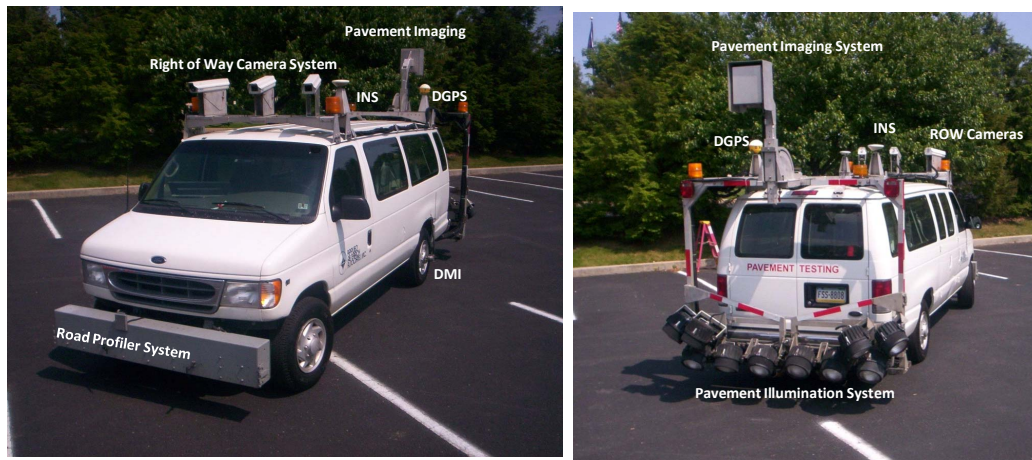 Pavement Imaging
Right of Way Camera System
INS
DGPS
DMI
Road Profiler System
Pavement Imaging System
DGPS
INS
ROW Cameras
PAVEMENT TESTING
Pavement Illumination System